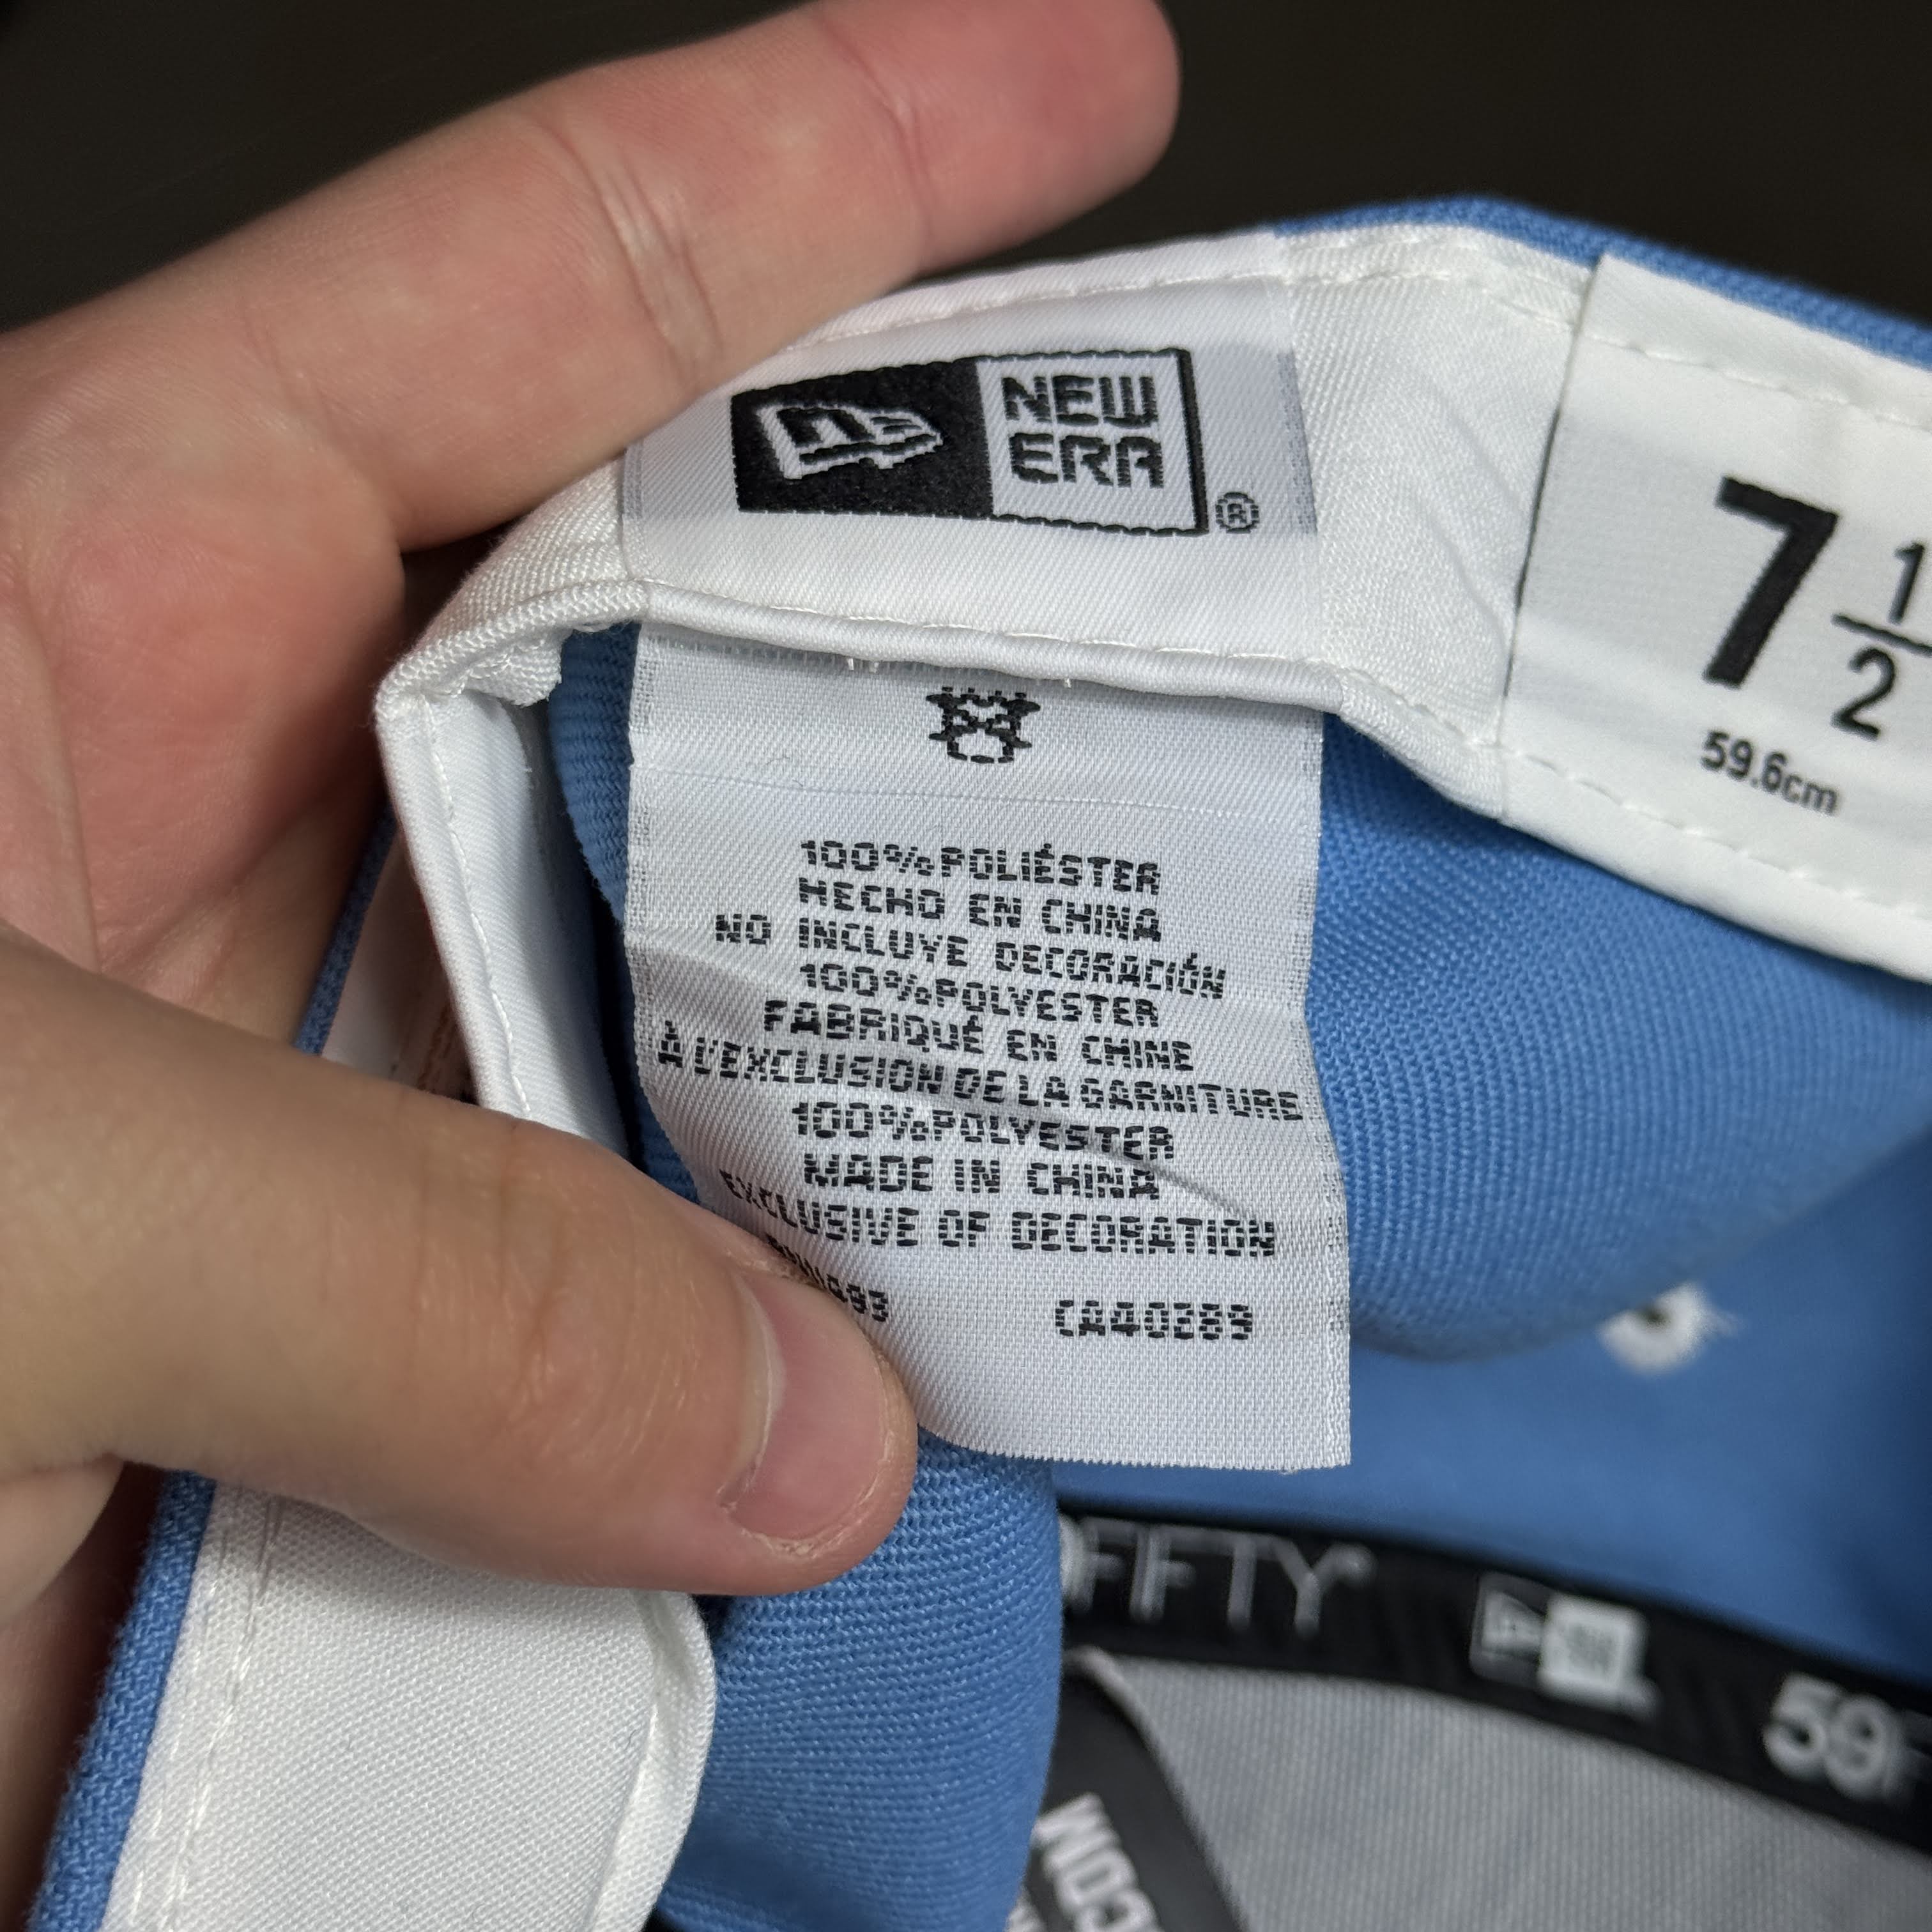 NEW
ERA
®
7 1/2
59.6cm
100%POLIÉSTER
HECHO EN CHINA
NO INCLUYE DECORACIÓN
100%POLYESTER
FABRIQUÉ EN CHINE
À L'EXCLUSION DE LA GARNITURE
100%POLYESTER
MADE IN CHINA
EXCLUSIVE OF DECORATION
CA40289
FIFTY
59F